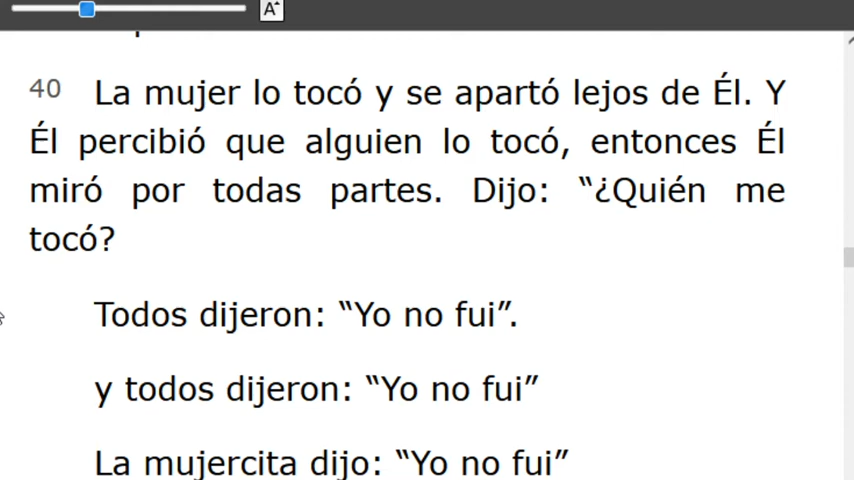 A
40 La mujer lo tocó y se apartó lejos de Él. Y
Él percibió que alguien lo tocó, entonces Él
miró por todas partes. Dijo: “¿Quién me
tocó?
Todos dijeron: “Yo no fui”.
y todos dijeron: “Yo no fui”
La mujercita dijo: “Yo no fui”